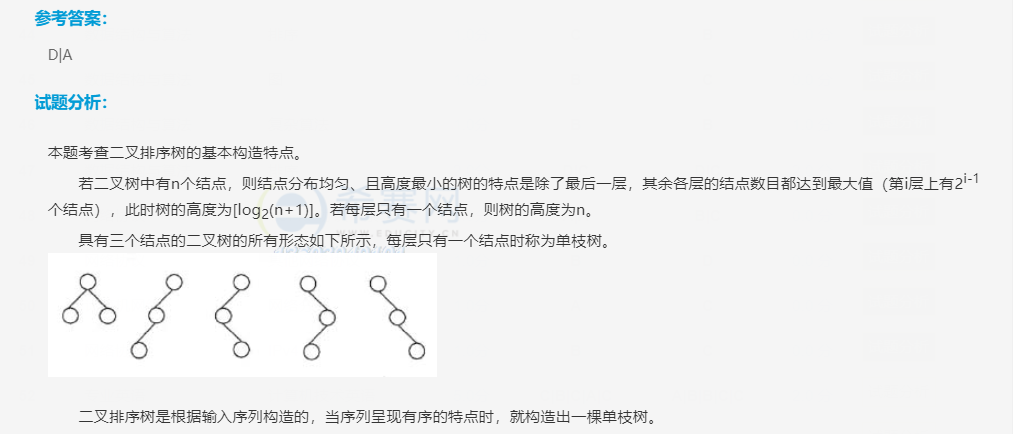 参考答案：
D|A
试题分析：
本题考查二叉排序树的基本构造特点。
若二叉树中有n个结点，则结点分布均匀、且高度最小的树的特点是除了最后一层，其余各层的结点数目都达到最大值（第i层上有2^i-1
个结点），此时树的高度为[log₂(n+1)]。若每层只有一个结点，则树的高度为n。
具有三个结点的二叉树的所有形态如下所示，每层只有一个结点时称为单枝树。
希赛网
二叉排序树是根据输入序列构造的，当序列呈现有序的特点时，就构造出一棵单枝树。